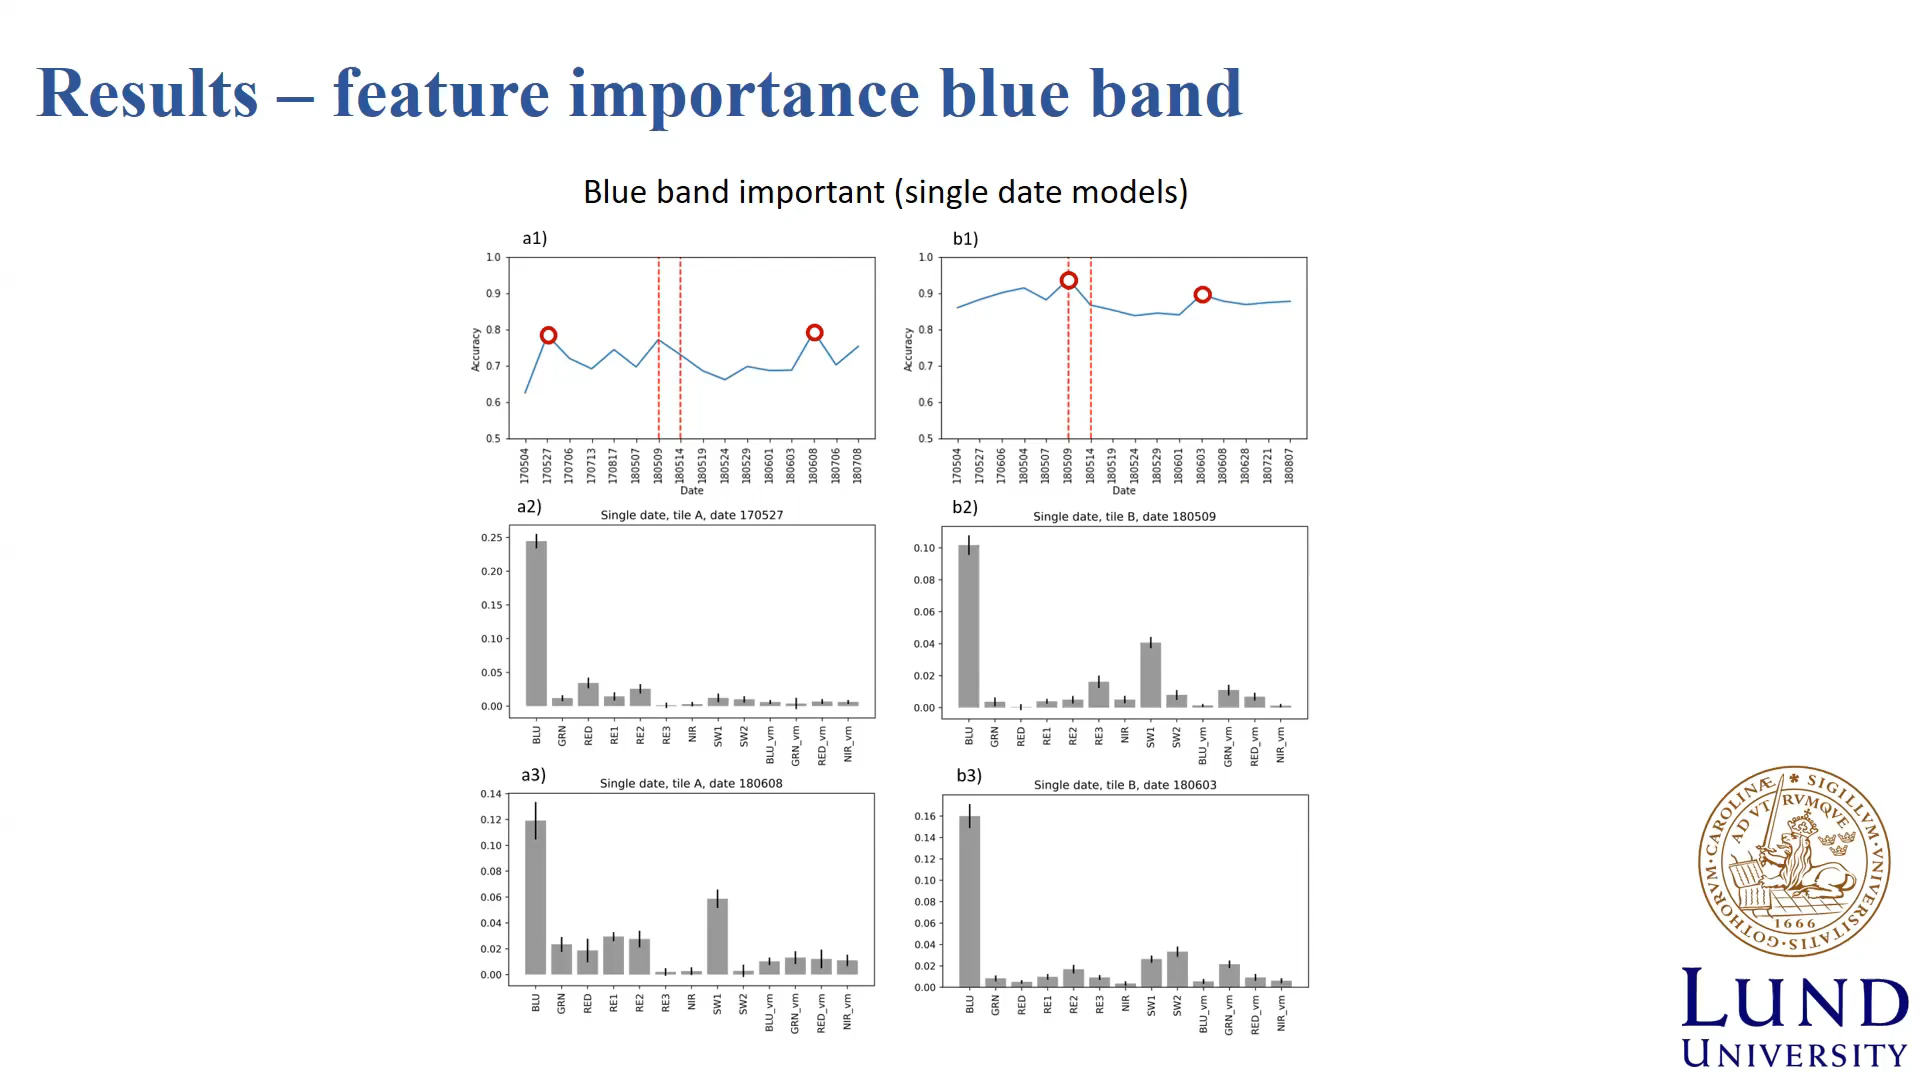 Results – feature importance blue band
Blue band important (single date models)
a1)
1.0
0.9
0.8
0.7
0.6
0.5
Accuracy
170504
170527
170706
170713
170817
180507
180509
180514
180519
180524
180529
180601
180603
180608
180706
180708
Date
b1)
1.0
0.9
0.8
0.7
0.6
0.5
Accuracy
170504
170527
170606
180504
180507
180509
180514
180519
180524
180529
180601
180603
180608
180628
180721
180807
Date
a2)
Single date, tile A, date 170527
0.25
0.20
0.15
0.10
0.05
0.00
BLU
GRN
RED
RE1
RE2
RE3
NIR
SW1
SW2
BLU_vm
GRN_vm
RED_vm
NIR_vm
b2)
Single date, tile B, date 180509
0.10
0.08
0.06
0.04
0.02
0.00
BLU
GRN
RED
RE1
RE2
RE3
NIR
SW1
SW2
BLU_vm
GRN_vm
RED_vm
NIR_vm
a3)
Single date, tile A, date 180608
0.14
0.12
0.10
0.08
0.06
0.04
0.02
0.00
BLU
GRN
RED
RE1
RE2
RE3
NIR
SW1
SW2
BLU_vm
GRN_vm
RED_vm
NIR_vm
b3)
Single date, tile B, date 180603
0.16
0.14
0.12
0.10
0.08
0.06
0.04
0.02
0.00
BLU
GRN
RED
RE1
RE2
RE3
NIR
SW1
SW2
BLU_vm
GRN_vm
RED_vm
NIR_vm
SIGILLVM·VNIVERSITATIS·GOTHORVM·CAROLINÆ
AD VTRVMQVE
1666
LUND
UNIVERSITY